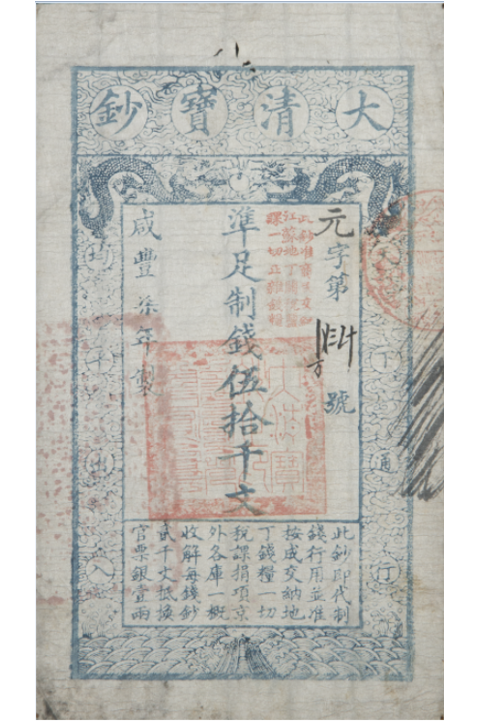 大清寶鈔
天下通行
均平出入
元字第
號
準足制錢伍拾千文
咸豐柒年製
此鈔即代制
錢行用並准
按成交納地
丁錢糧一切
稅課捐項京
外各庫一概
收解每錢鈔
貳千文抵換
官票銀壹兩